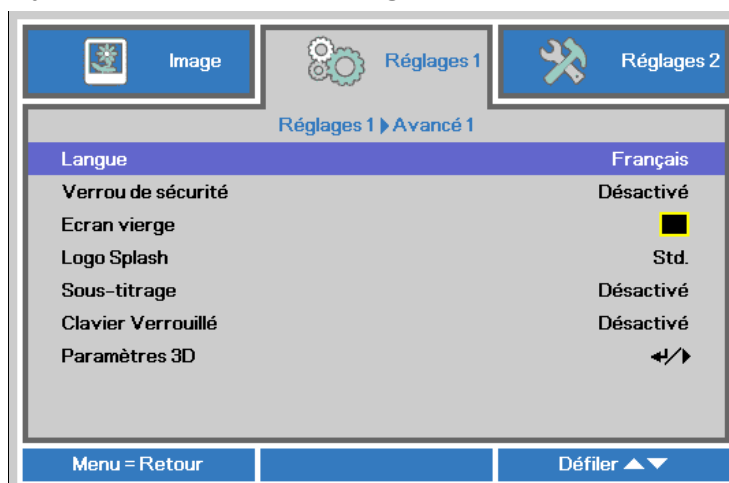 Image
Réglages 1
Réglages 2
Réglages 1 Avancé 1
Langue Français
Verrou de sécurité Désactivé
Ecran vierge
Logo Splash Std.
Sous-titrage Désactivé
Clavier Verrouillé Désactivé
Paramètres 3D
Menu = Retour
Défiler